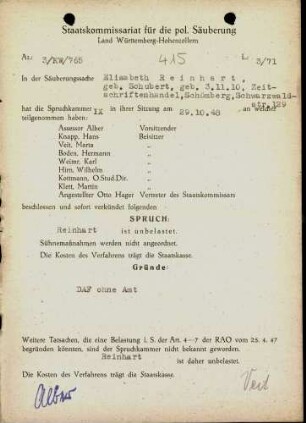 Staatskommissariat für die pol. Säuberung
Land Württemberg-Hohenzollern
Az: 3/KW/765 415 L 3/71
In der Säuberungssache Elisabeth Reinhart,
geb. Schubert, geb. 3.11.10, Zeit-
schriftenhandel, Schömberg, Schwarzwald-
str. 129
hat die Spruchkammer IX in ihrer Sitzung am 29.10.48 an welcher
teilgenommen haben:
Assessor Alber Vorsitzender
Knapp, Hans Beisitzer
Veit, Maria "
Boden, Hermann "
Weimer, Karl "
Hirn, Wilhelm "
Kottmann, O.Stud.Dir. "
Klett, Martin "
Angestellter Otto Hager Vertreter des Staatskommissars
beschlossen und sofort verkündet folgenden
SPRUCH:
Reinhart ist unbelastet.
Sühnemaßnahmen werden nicht angeordnet.
Die Kosten des Verfahrens trägt die Staatskasse.
Gründe:
DAF ohne Amt
Weitere Tatsachen, die eine Belastung i. S. der Art. 4–7 der RAO vom 25. 4. 47
begründen können, sind der Spruchkammer nicht bekannt geworden.
Reinhart ist daher unbelastet.
Die Kosten des Verfahrens trägt die Staatskasse.
Alber Veit